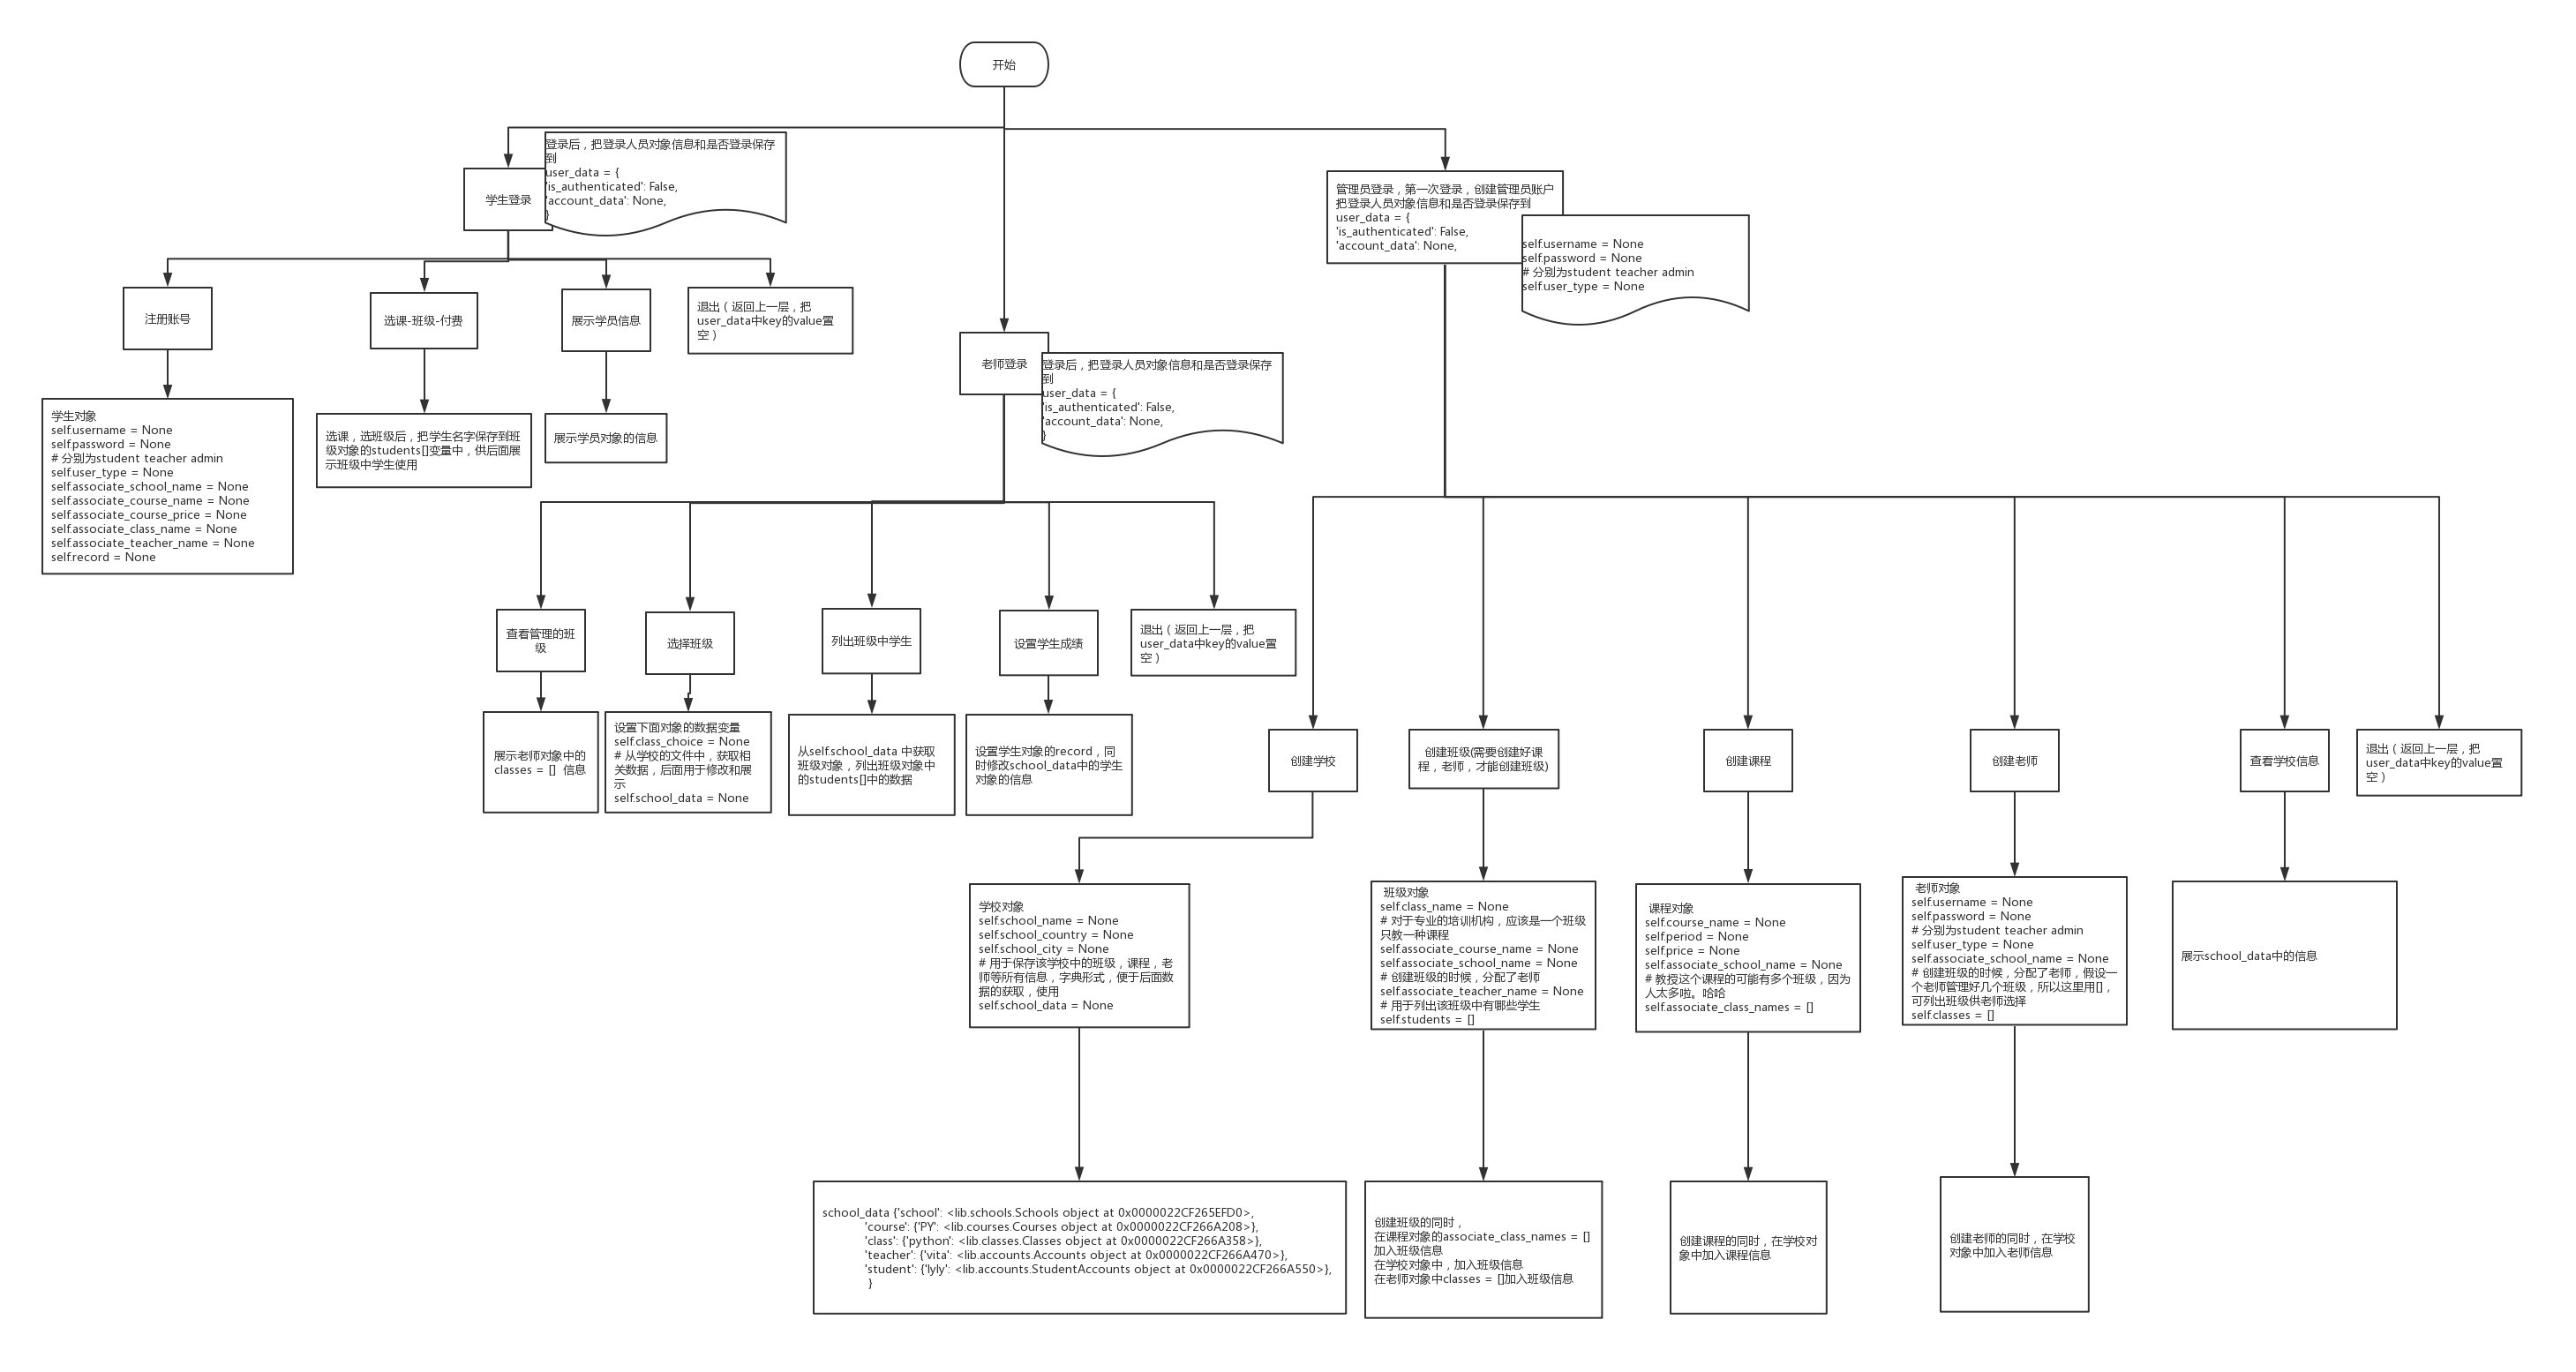 开始
登录后，把登录人员对象信息和是否登录保存
到
user_data = {
'is_authenticated': False,
'account_data': None,
}
学生登录
管理员登录，第一次登录，创建管理员账户
把登录人员对象信息和是否登录保存到
user_data = {
'is_authenticated': False,
'account_data': None,
self.username = None
self.password = None
# 分别为student teacher admin
self.user_type = None
注册账号
选课-班级-付费
展示学员信息
退出（返回上一层，把
user_data中key的value置
空）
老师登录
登录后，把登录人员对象信息和是否登录保存
到
user_data = {
'is_authenticated': False,
'account_data': None,
}
学生对象
self.username = None
self.password = None
# 分别为student teacher admin
self.user_type = None
self.associate_school_name = None
self.associate_course_name = None
self.associate_course_price = None
self.associate_class_name = None
self.associate_teacher_name = None
self.record = None
选课，选班级后，把学生名字保存到班
级对象的students[]变量中，供后面展
示班级中学生使用
展示学员对象的信息
查看管理的班
级
选择班级
列出班级中学生
设置学生成绩
退出（返回上一层，把
user_data中key的value置
空）
展示老师对象中的
classes = [] 信息
设置下面对象的数据变量
self.class_choice = None
# 从学校的文件中，获取相
关数据，后面用于修改和展
示
self.school_data = None
从self.school_data 中获取
班级对象，列出班级对象中
的students[]中的数据
设置学生对象的record，同
时修改school_data中的学生
对象的信息
创建学校
创建班级(需要创建好课
程，老师，才能创建班级)
创建课程
创建老师
查看学校信息
退出（返回上一层，把
user_data中key的value置
空）
学校对象
self.school_name = None
self.school_country = None
self.school_city = None
# 用于保存该学校中的班级，课程，老
师等所有信息，字典形式，便于后面数
据的获取，使用
self.school_data = None
班级对象
self.class_name = None
# 对于专业的培训机构，应该是一个班级
只教一种课程
self.associate_course_name = None
self.associate_school_name = None
# 创建班级的时候，分配了老师
self.associate_teacher_name = None
# 用于列出该班级中有哪些学生
self.students = []
课程对象
self.course_name = None
self.period = None
self.price = None
self.associate_school_name = None
# 教授这个课程的可能有多个班级，因为
人太多啦。哈哈
self.associate_class_names = []
老师对象
self.username = None
self.password = None
# 分别为student teacher admin
self.user_type = None
self.associate_school_name = None
# 创建班级的时候，分配了老师，假设一
个老师管理好几个班级，所以这里用[]，
可列出班级供老师选择
self.classes = []
展示school_data中的信息
school_data {'school': <lib.schools.Schools object at 0x0000022CF265EFD0>,
'course': {'PY': <lib.courses.Courses object at 0x0000022CF266A208>},
'class': {'python': <lib.classes.Classes object at 0x0000022CF266A358>},
'teacher': {'vita': <lib.accounts.Accounts object at 0x0000022CF266A470>},
'student': {'lyly': <lib.accounts.StudentAccounts object at 0x0000022CF266A550>},
}
创建班级的同时，
在课程对象的associate_class_names = []
加入班级信息
在学校对象中，加入班级信息
在老师对象中classes = []加入班级信息
创建课程的同时，在学校对
象中加入课程信息
创建老师的同时，在学校
对象中加入老师信息